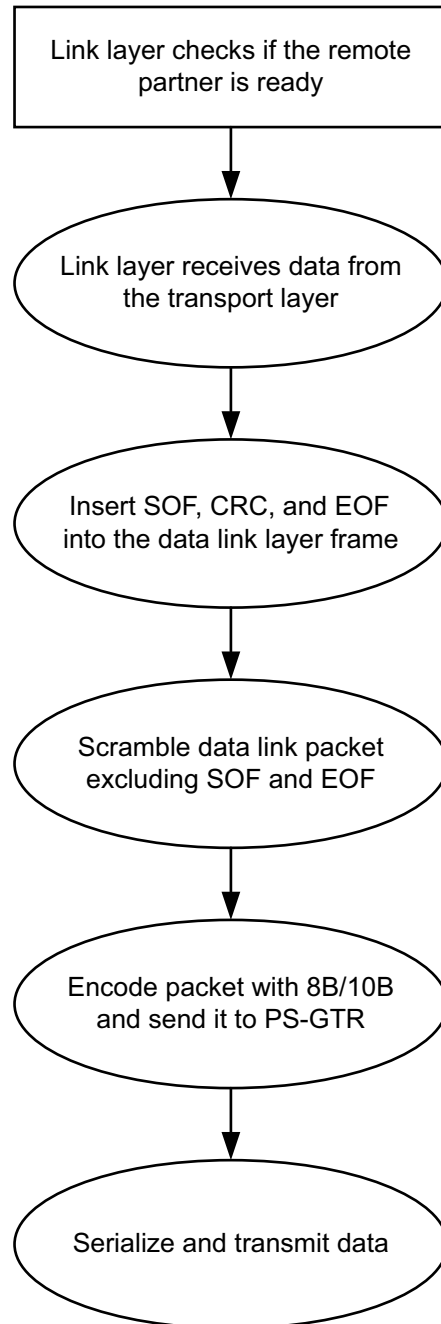 Link layer checks if the remote
partner is ready
Link layer receives data from
the transport layer
Insert SOF, CRC, and EOF
into the data link layer frame
Scramble data link packet
excluding SOF and EOF
Encode packet with 8B/10B
and send it to PS-GTR
Serialize and transmit data